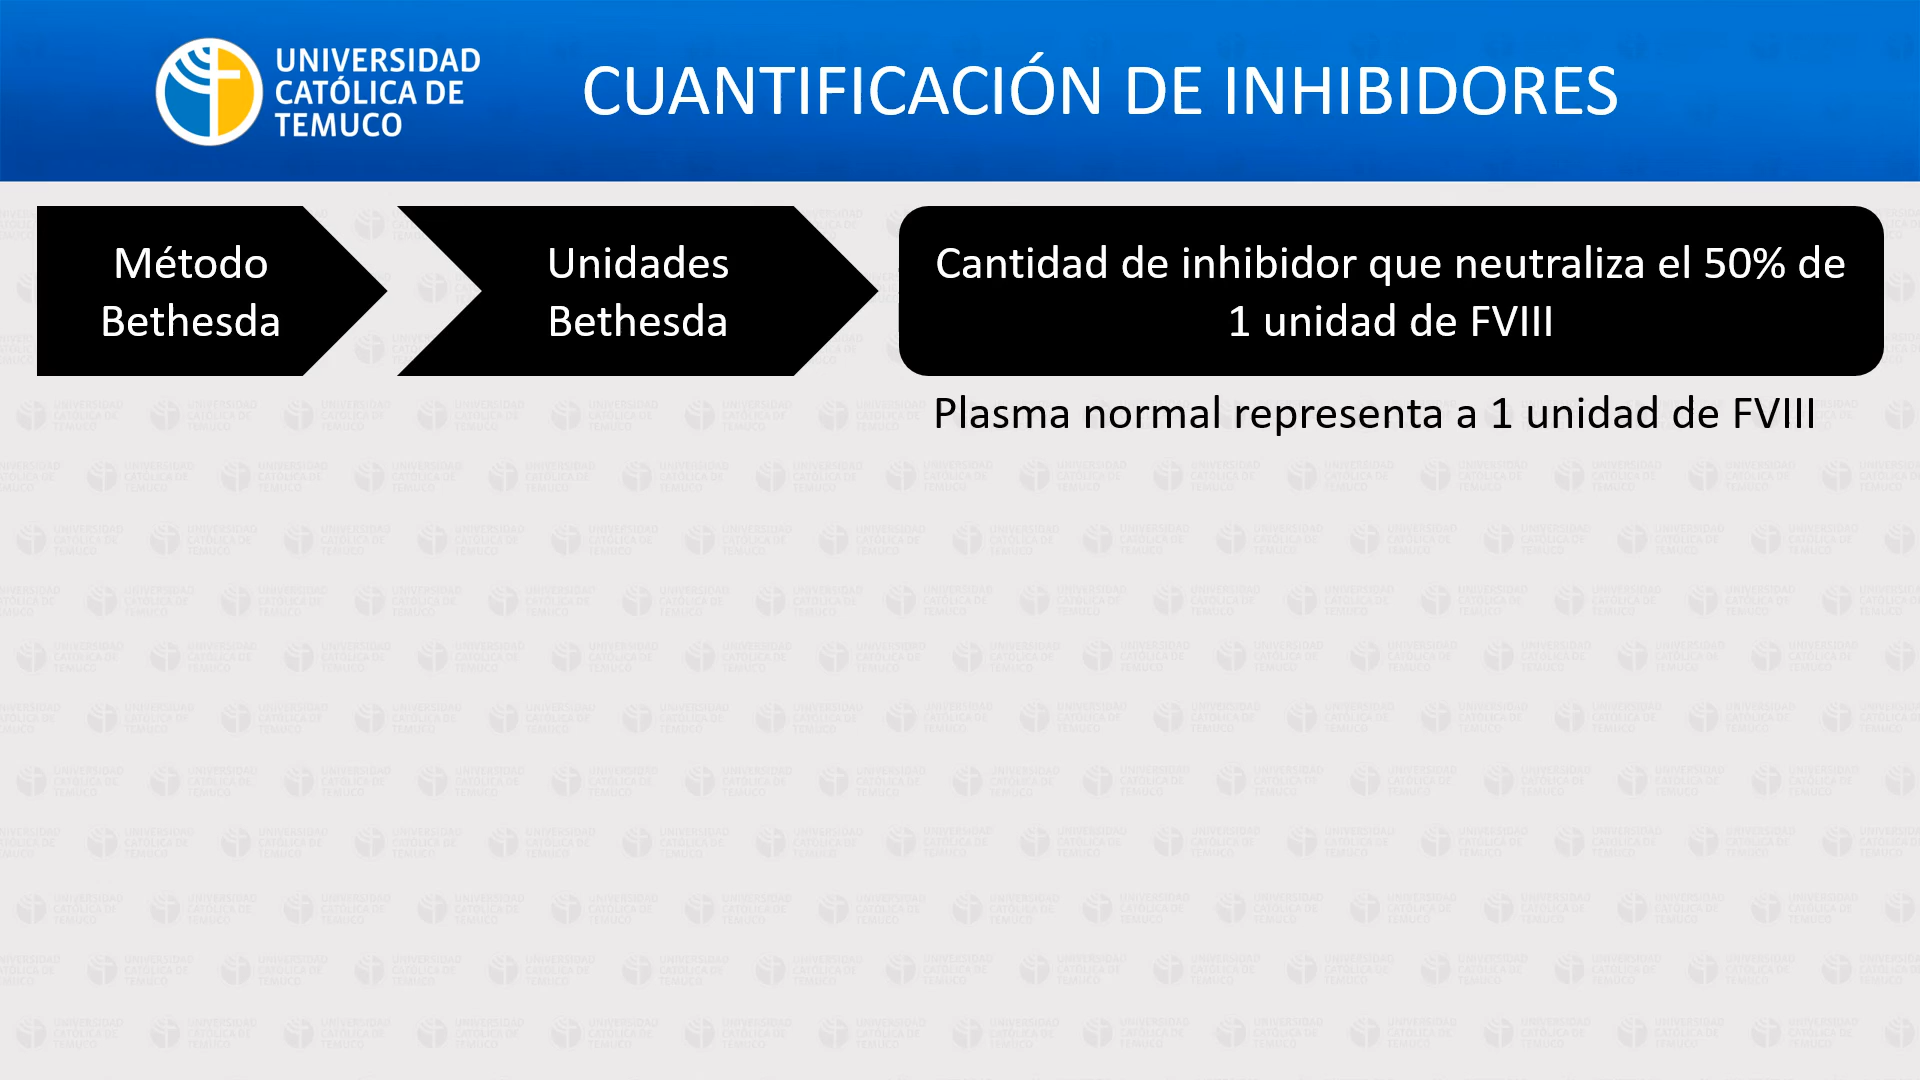 UNIVERSIDAD
CATÓLICA DE
TEMUCO
CUANTIFICACIÓN DE INHIBIDORES
Método
Bethesda
Unidades
Bethesda
Cantidad de inhibidor que neutraliza el 50% de
1 unidad de FVIII
Plasma normal representa a 1 unidad de FVIII